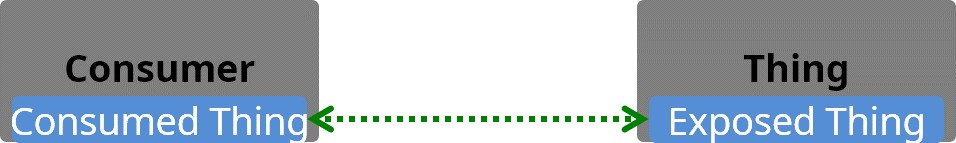 Consumer
Thing
Consumed Thing
Exposed Thing